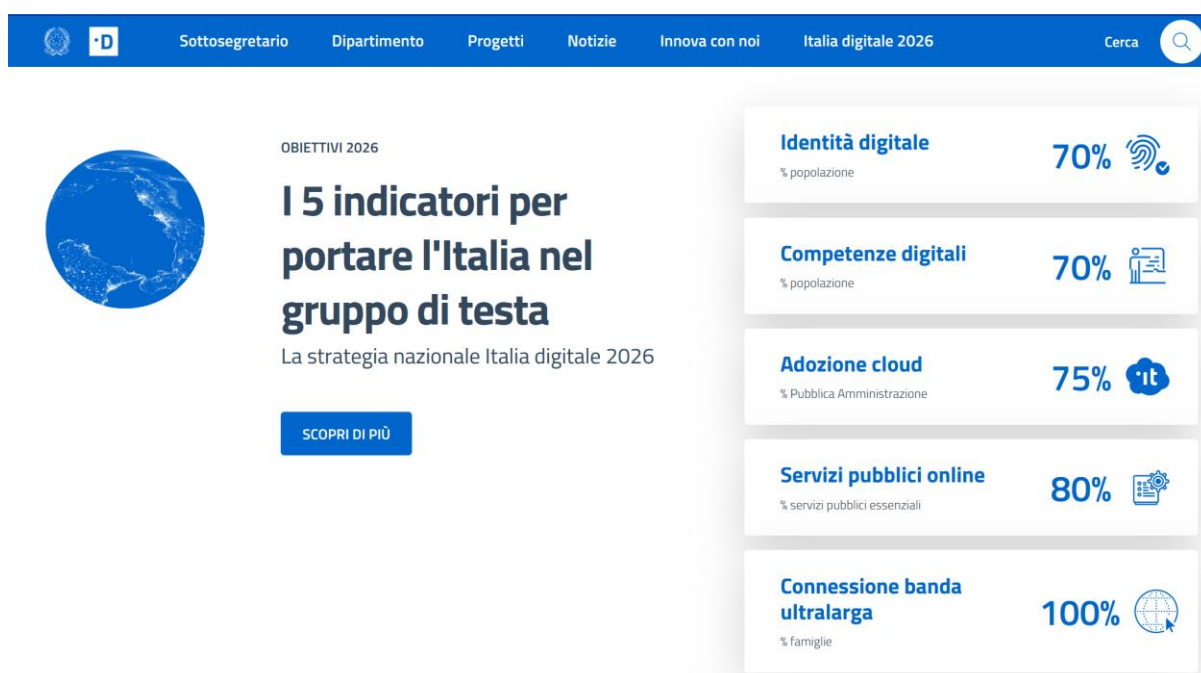 ·D
Sottosegretario Dipartimento Progetti Notizie Innova con noi Italia digitale 2026 Cerca
OBIETTIVI 2026
I 5 indicatori per
portare l'Italia nel
gruppo di testa
La strategia nazionale Italia digitale 2026
SCOPRI DI PIÙ
Identità digitale
% popolazione
70%
Competenze digitali
% popolazione
70%
Adozione cloud
% Pubblica Amministrazione
75%
·it
Servizi pubblici online
% servizi pubblici essenziali
80%
Connessione banda
ultralarga
% famiglie
100%